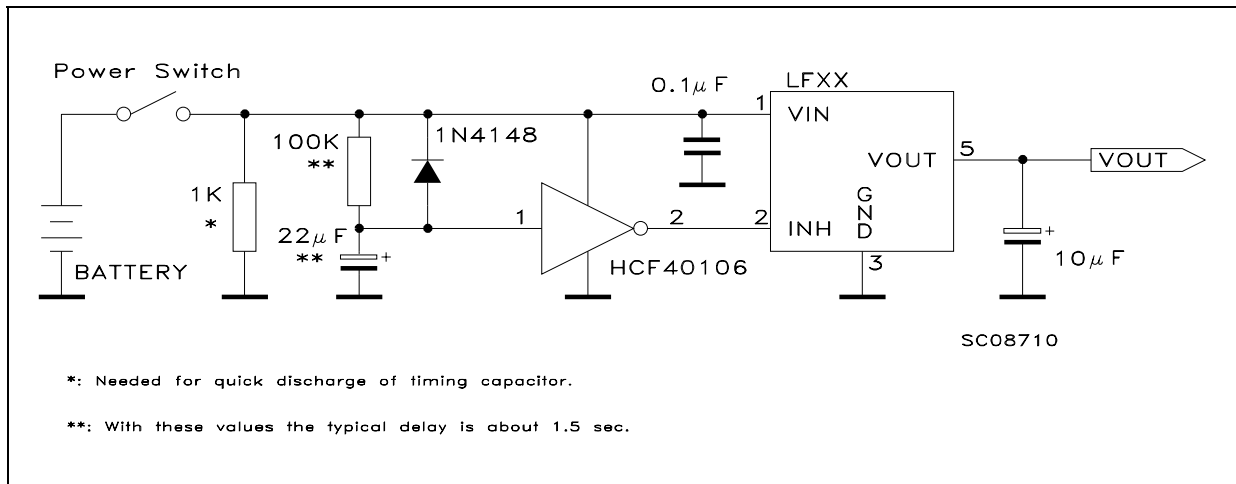 Power Switch
0.1μF
LFXX
1
VIN
100K
**
1N4148
VOUT
5
VOUT
1K
*
GND
1
2
2
INH
22μF
**
+
HCF40106
3
+
10μF
BATTERY
SC08710
*: Needed for quick discharge of timing capacitor.
**: With these values the typical delay is about 1.5 sec.